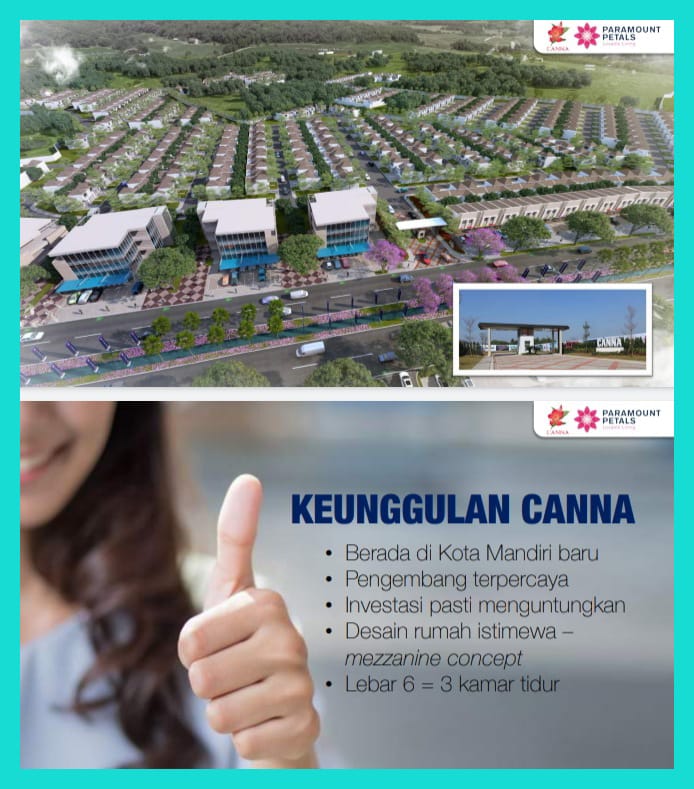 CANNA
PARAMOUNT
PETALS
CANNA
CANNA
PARAMOUNT
PETALS
KEUNGGULAN CANNA
• Berada di Kota Mandiri baru
• Pengembang terpercaya
• Investasi pasti menguntungkan
• Desain rumah istimewa –
mezzanine concept
• Lebar 6 = 3 kamar tidur